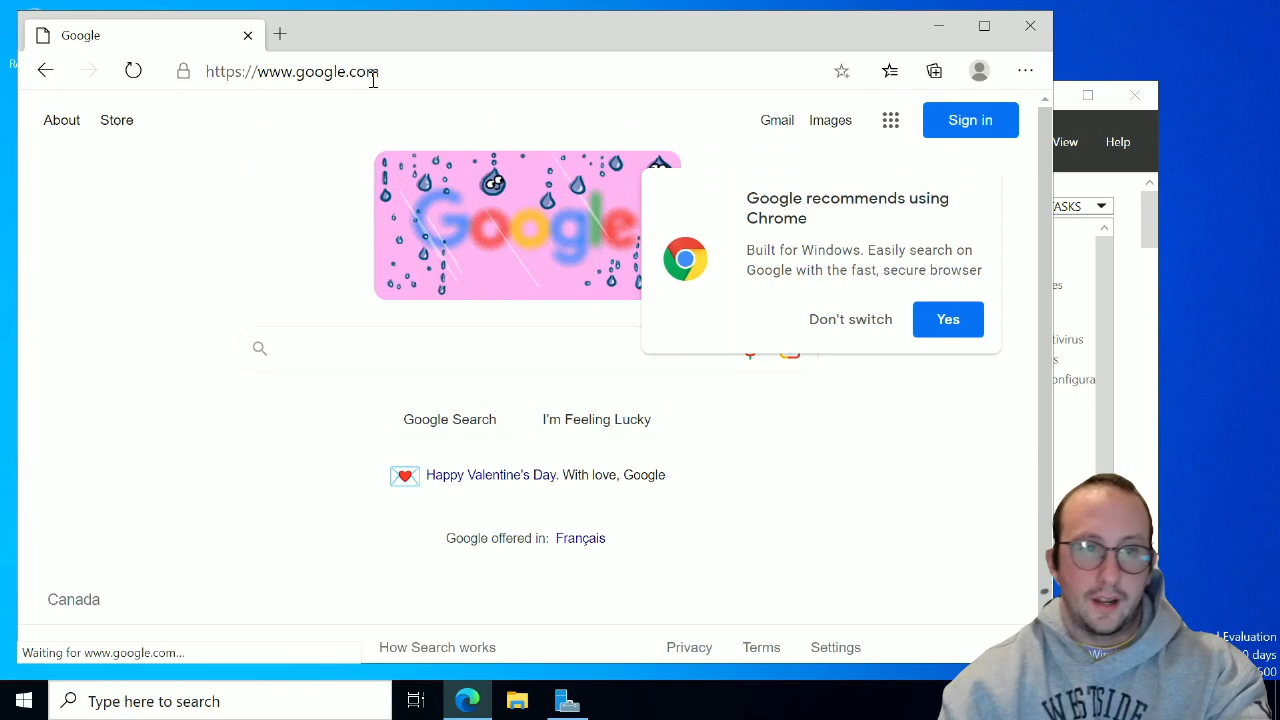 Google
https://www.google.com
About Store
Gmail Images
Sign in
View Help
Google
Google recommends using
Chrome
TASKS
Built for Windows. Easily search on
Google with the fast, secure browser
Don't switch Yes
Google Search I'm Feeling Lucky
Happy Valentine's Day. With love, Google
Google offered in: Français
Canada
How Search works
Privacy Terms Settings
Waiting for www.google.com...
Evaluation
days
Type here to search